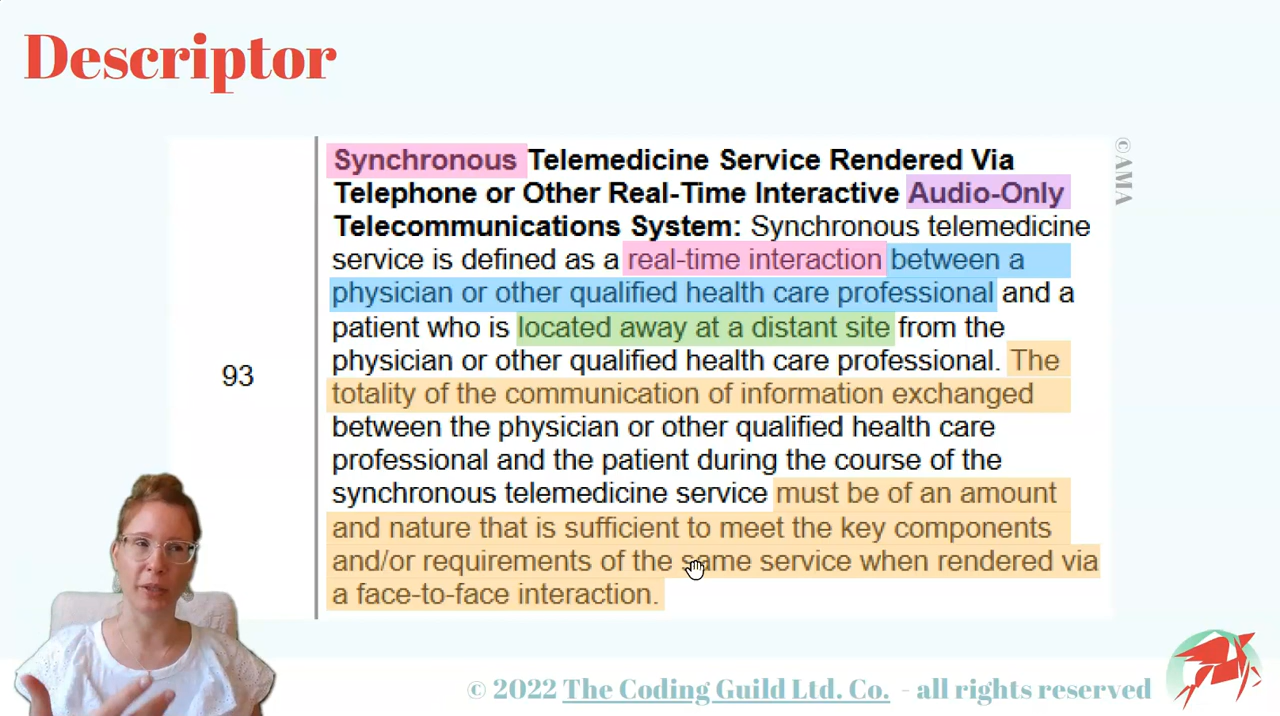 Descriptor
Synchronous Telemedicine Service Rendered Via
Telephone or Other Real-Time Interactive Audio-Only
Telecommunications System: Synchronous telemedicine
service is defined as a real-time interaction between a
physician or other qualified health care professional and a
patient who is located away at a distant site from the
physician or other qualified health care professional. The
totality of the communication of information exchanged
between the physician or other qualified health care
professional and the patient during the course of the
synchronous telemedicine service must be of an amount
and nature that is sufficient to meet the key components
and/or requirements of the same service when rendered via
a face-to-face interaction.
93
©AMA
© 2022 The Coding Guild Ltd. Co. - all rights reserved